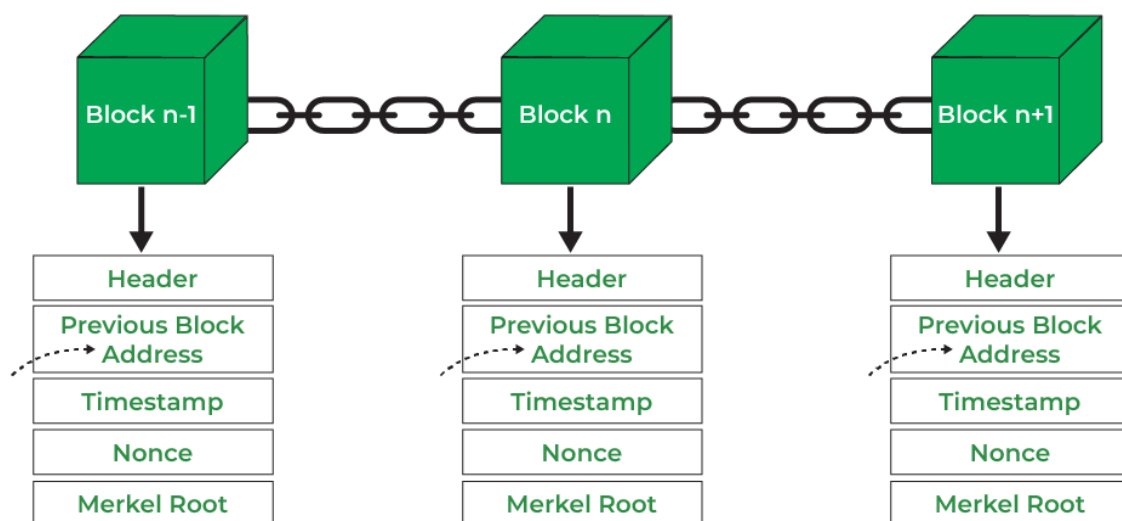 Block n-1
Block n
Block n+1
Header
Header
Header
Previous Block
Address
Previous Block
Address
Previous Block
Address
Timestamp
Timestamp
Timestamp
Nonce
Nonce
Nonce
Merkel Root
Merkel Root
Merkel Root